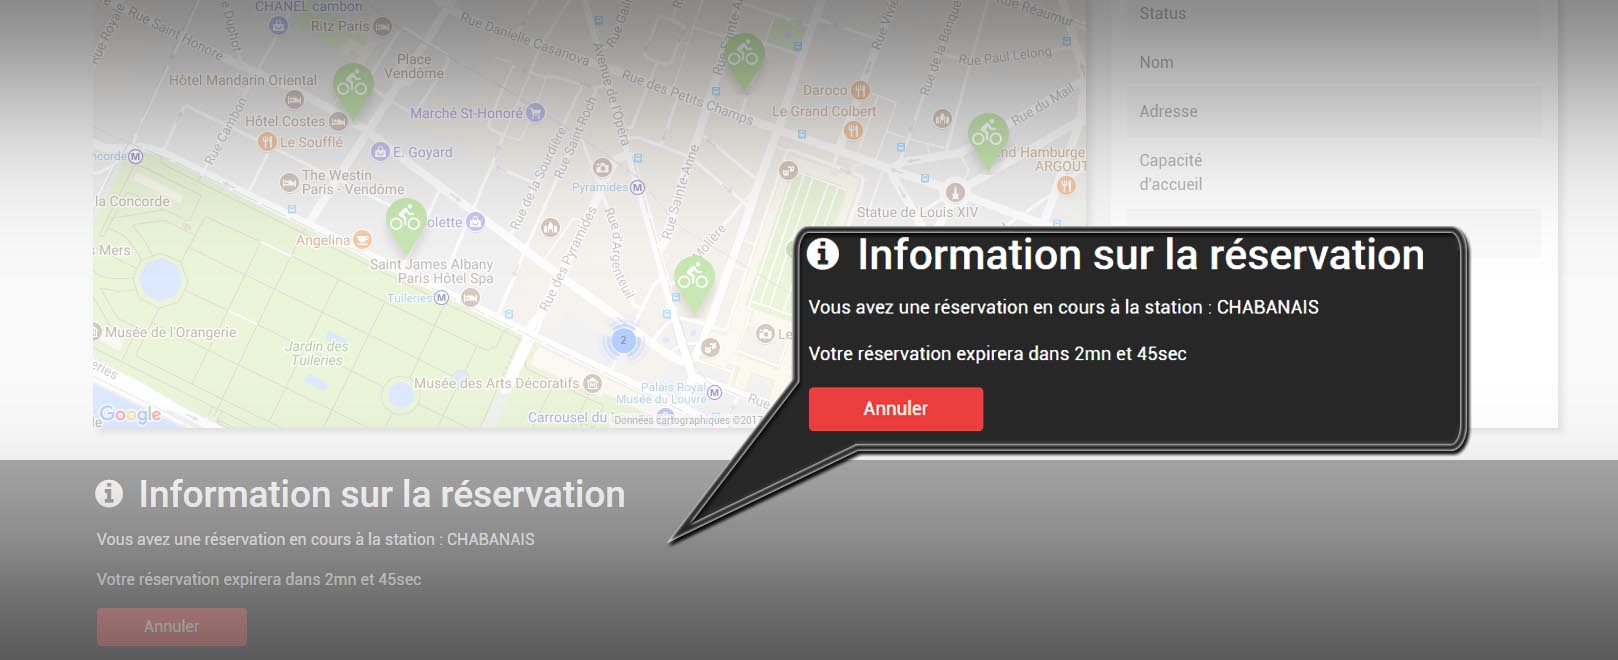 CHANEL cambon
Ritz Paris
Rue Saint Honoré
Rue Duphot
Rue Royale
Rue Danielle Casanova
Place
Vendôme
Hôtel Mandarin Oriental
Hôtel Costes
Marché St-Honoré
Le Soufflé
E. Goyard
Rue Cambon
The Westin
Paris - Vendôme
Avenue de l'Opéra
Rue Saint Roch
Rue de la Sourdière
Rue des Petits Champs
Daroco
Le Grand Colbert
Rue Paul Lelong
Rue du Mail
Rue de la Banque
Rue Réaumur
nd Hamburge
ARGOUT
Pyramides
Rue Sainte-Anne
Statue de Louis XIV
la Concorde
Mers
Angelina
olette
Saint James Albany
Paris Hôtel Spa
Tuileries
Rue des Pyramides
Rue d'Argenteuil
Molière
Musée de l'Orangerie
Jardin des
Tuileries
2
Musée des Arts Décoratifs
Palais Royal
Musée du Louvre
Rue
Carrousel du
Google
Données cartographiques ©2017
Status
Nom
Adresse
Capacité
d'accueil
Information sur la réservation
Vous avez une réservation en cours à la station : CHABANAIS
Votre réservation expirera dans 2mn et 45sec
Annuler
Information sur la réservation
Vous avez une réservation en cours à la station : CHABANAIS
Votre réservation expirera dans 2mn et 45sec
Annuler